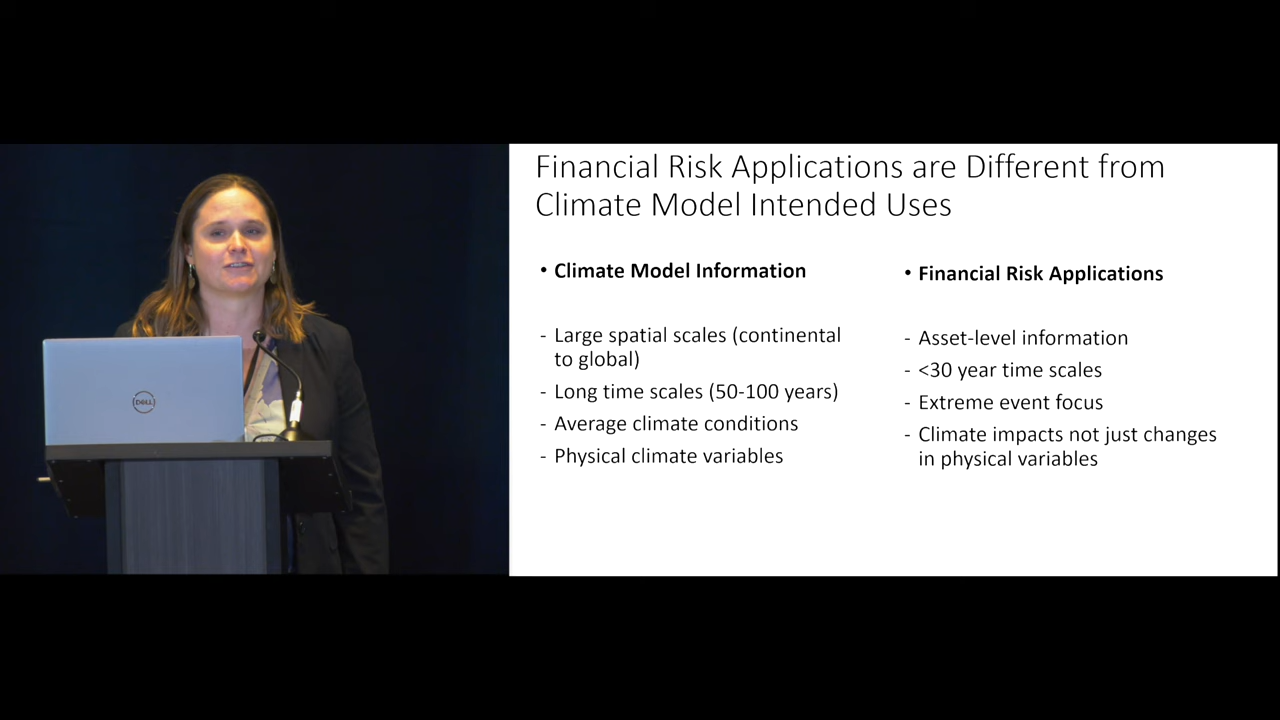 Financial Risk Applications are Different from
Climate Model Intended Uses
• Climate Model Information
- Large spatial scales (continental
to global)
- Long time scales (50-100 years)
- Average climate conditions
- Physical climate variables
• Financial Risk Applications
- Asset-level information
- <30 year time scales
- Extreme event focus
- Climate impacts not just changes
in physical variables
DELL